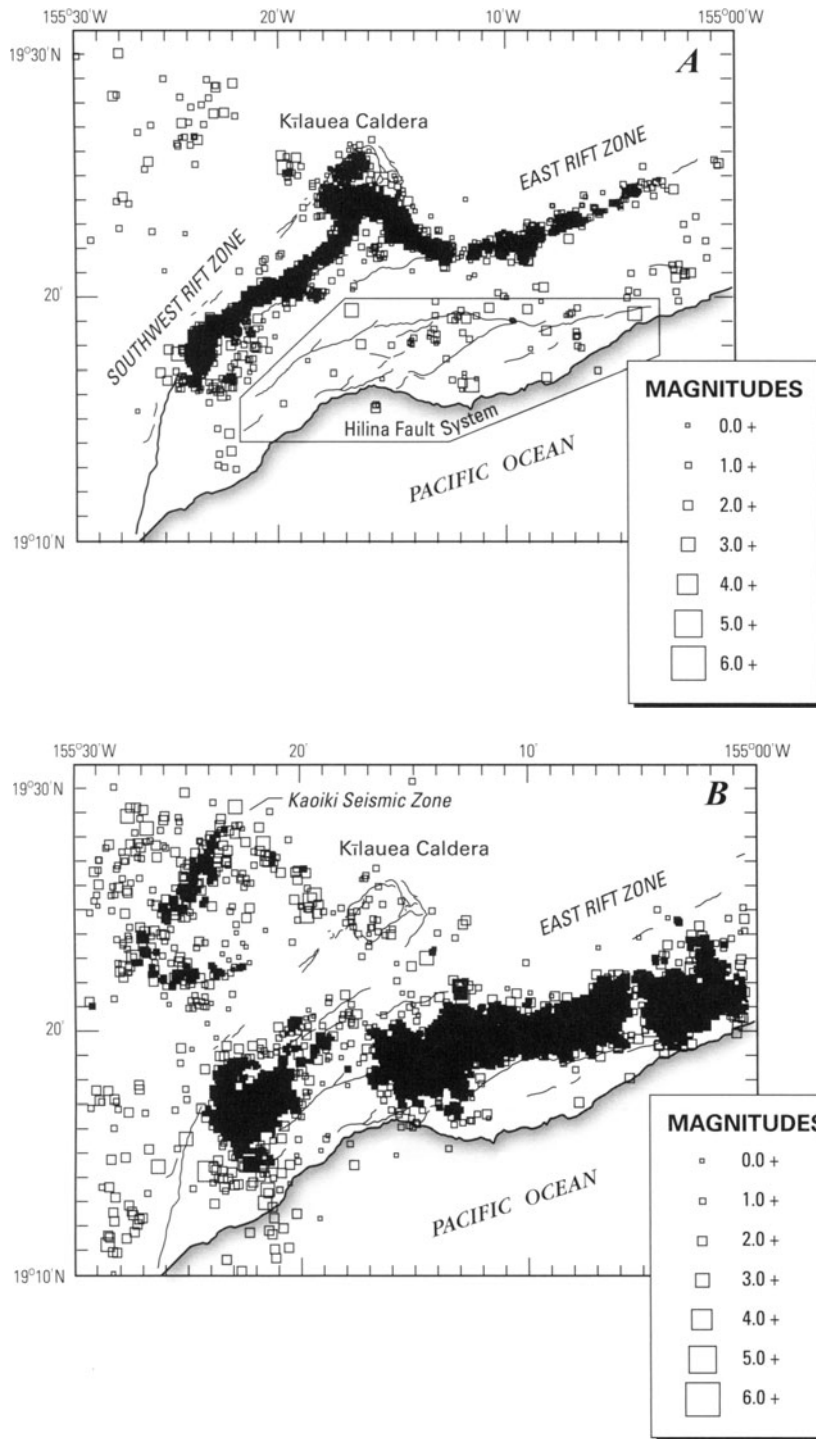 155°30'W
20'W
10'W
155°00'W
19°30'N
A
Kīlauea Caldera
EAST RIFT ZONE
SOUTHWEST RIFT ZONE
20'
Hilina Fault System
PACIFIC OCEAN
19°10'N
MAGNITUDES
0.0 +
1.0 +
2.0 +
3.0 +
4.0 +
5.0 +
6.0 +
155°30'W
20'
10'
155°00'W
19°30'N
B
Kaoiki Seismic Zone
Kīlauea Caldera
EAST RIFT ZONE
20'
PACIFIC OCEAN
19°10'N
MAGNITUDES
0.0 +
1.0 +
2.0 +
3.0 +
4.0 +
5.0 +
6.0 +